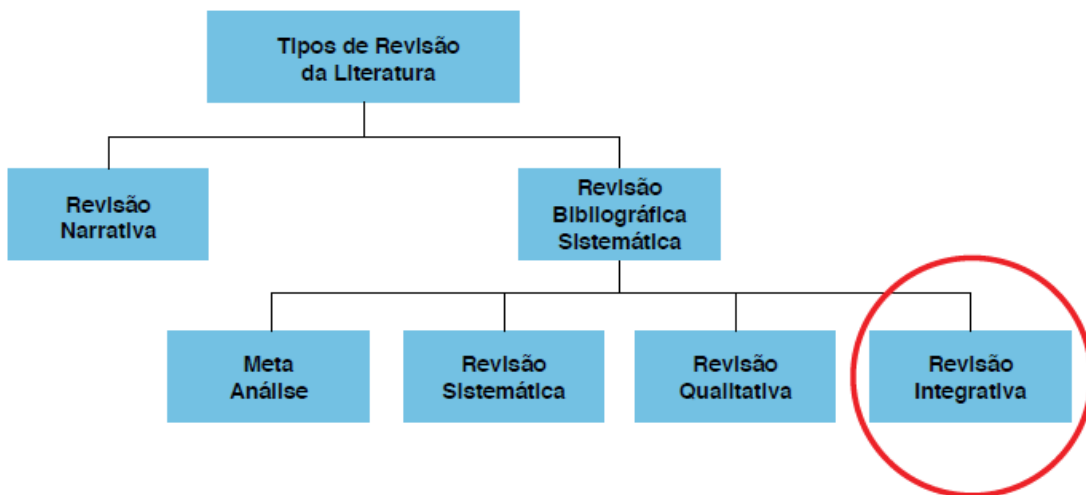 Tipos de Revisão
da Literatura
Revisão
Narrativa
Revisão
Bibliográfica
Sistemática
Meta
Análise
Revisão
Sistemática
Revisão
Qualitativa
Revisão
Integrativa